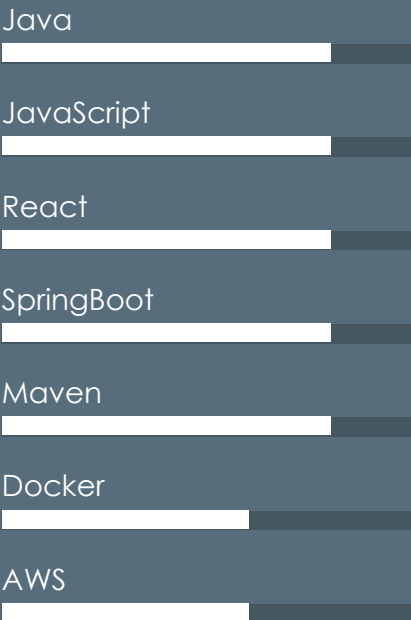 Java
JavaScript
React
SpringBoot
Maven
Docker
AWS